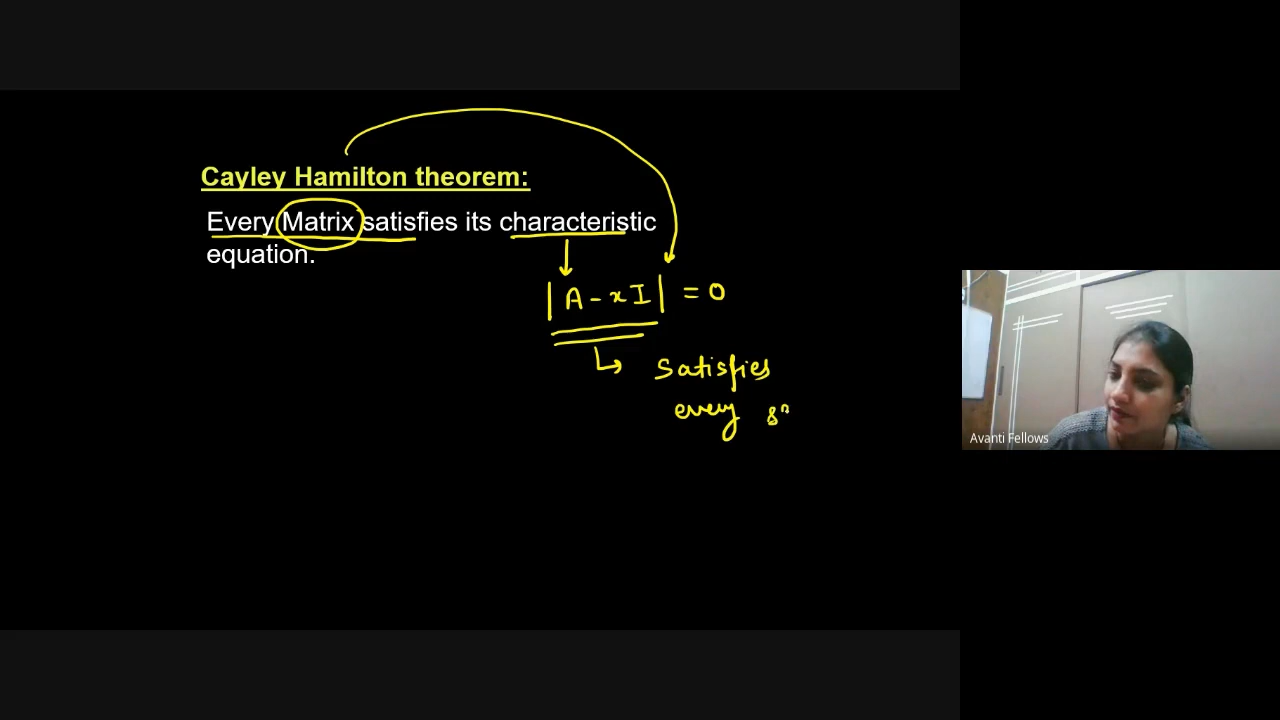 Cayley Hamilton theorem:
Every Matrix satisfies its characteristic
equation.
|A - xI| = 0
satisfies
every
Avanti Fellows